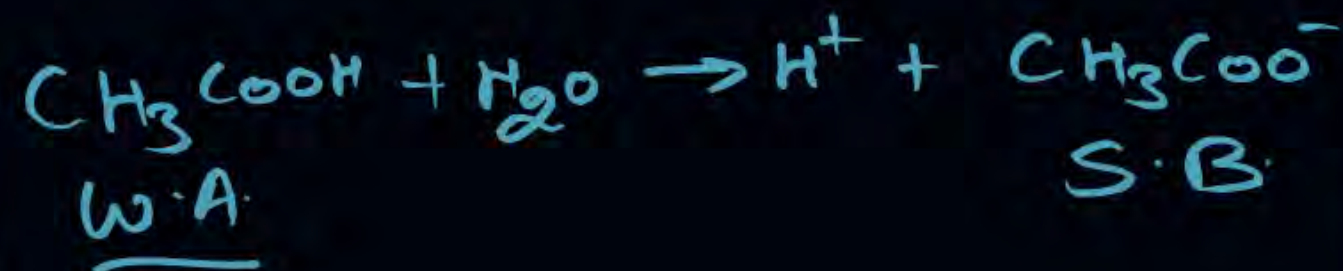 CH₃COOH + H₂O → H⁺ + CH₃COO⁻
W.A. S.B.